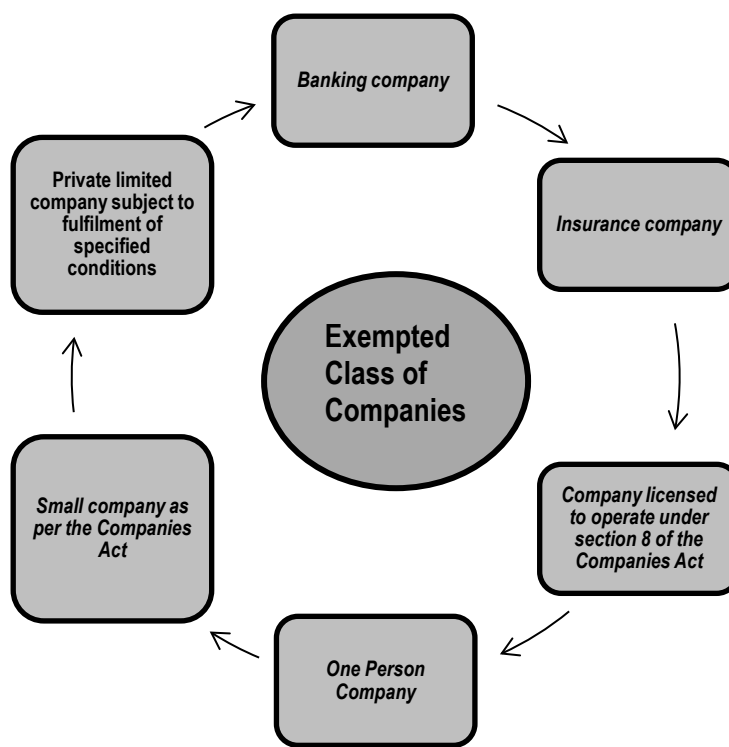 Banking company
Insurance company
Company licensed
to operate under
section 8 of the
Companies Act
One Person
Company
Small company as
per the Companies
Act
Private limited
company subject to
fulfilment of
specified
conditions
Exempted
Class of
Companies